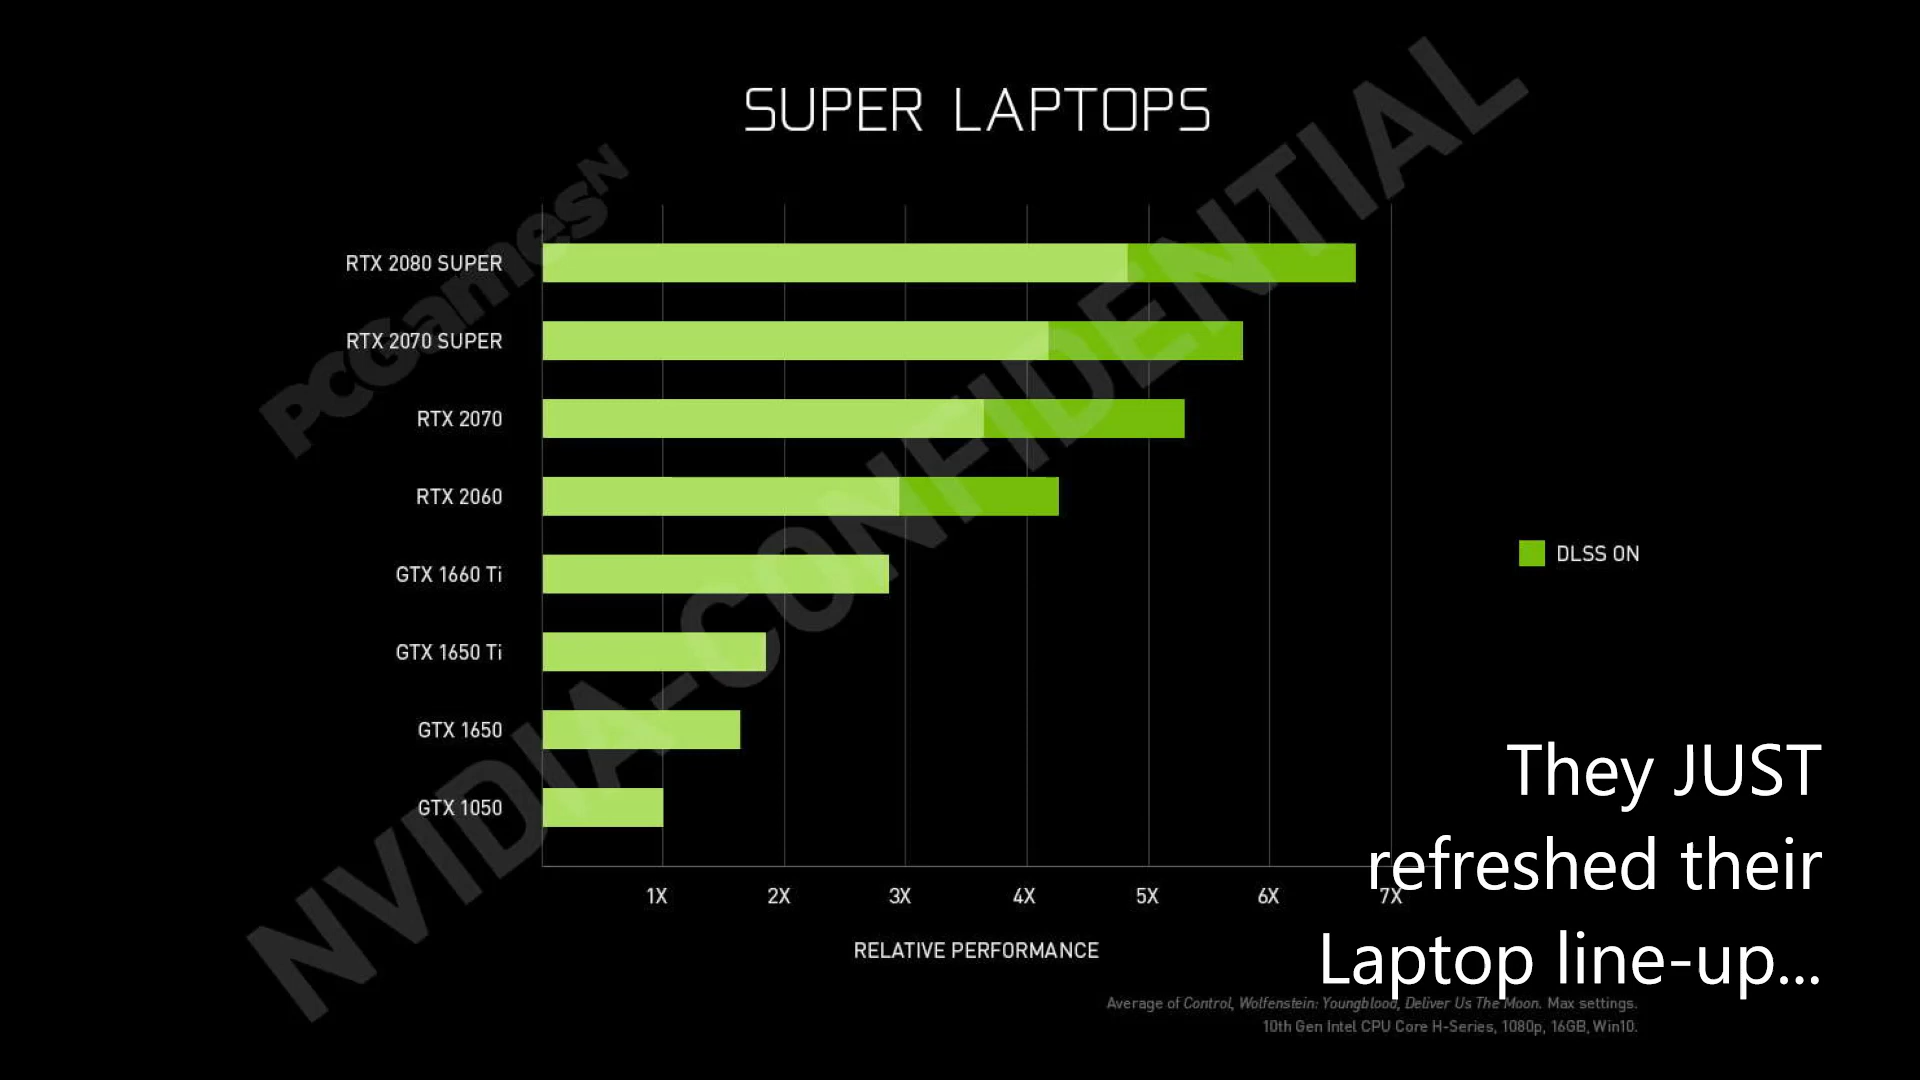 SUPER LAPTOPS
PCGamesN
NVIDIA-CONFIDENTIAL
RTX 2080 SUPER
RTX 2070 SUPER
RTX 2070
RTX 2060
GTX 1660 Ti
GTX 1650 Ti
GTX 1650
GTX 1050
DLSS ON
1X 2X 3X 4X 5X 6X 7X
RELATIVE PERFORMANCE
They JUST
refreshed their
Laptop line-up...
Average of Control, Wolfenstein: Youngblood, Deliver Us The Moon. Max settings.
10th Gen Intel CPU Core H-Series, 1080p, 16GB, Win10.